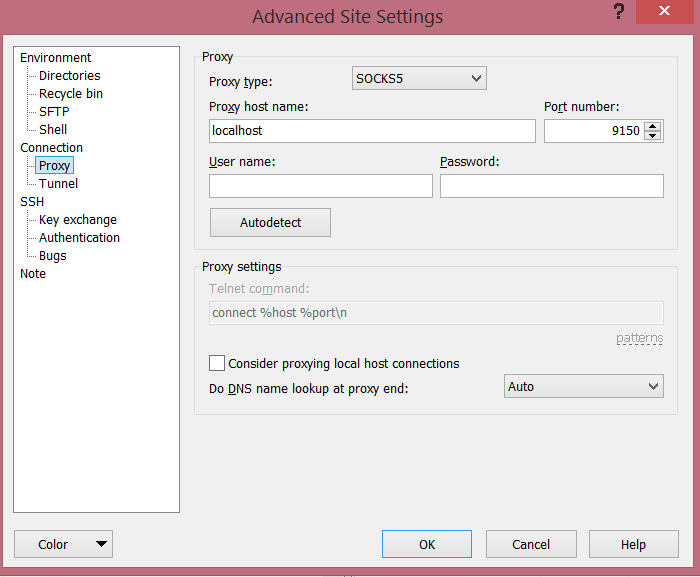 Advanced Site Settings
?
Environment
Directories
Recycle bin
SFTP
Shell
Connection
Proxy
Tunnel
SSH
Key exchange
Authentication
Bugs
Note
Proxy
Proxy type:
SOCKS5
Proxy host name:
Port number:
localhost
9150
User name:
Password:
Autodetect
Proxy settings
Telnet command:
connect %host %port\n
patterns
Consider proxying local host connections
Do DNS name lookup at proxy end:
Auto
Color
OK
Cancel
Help